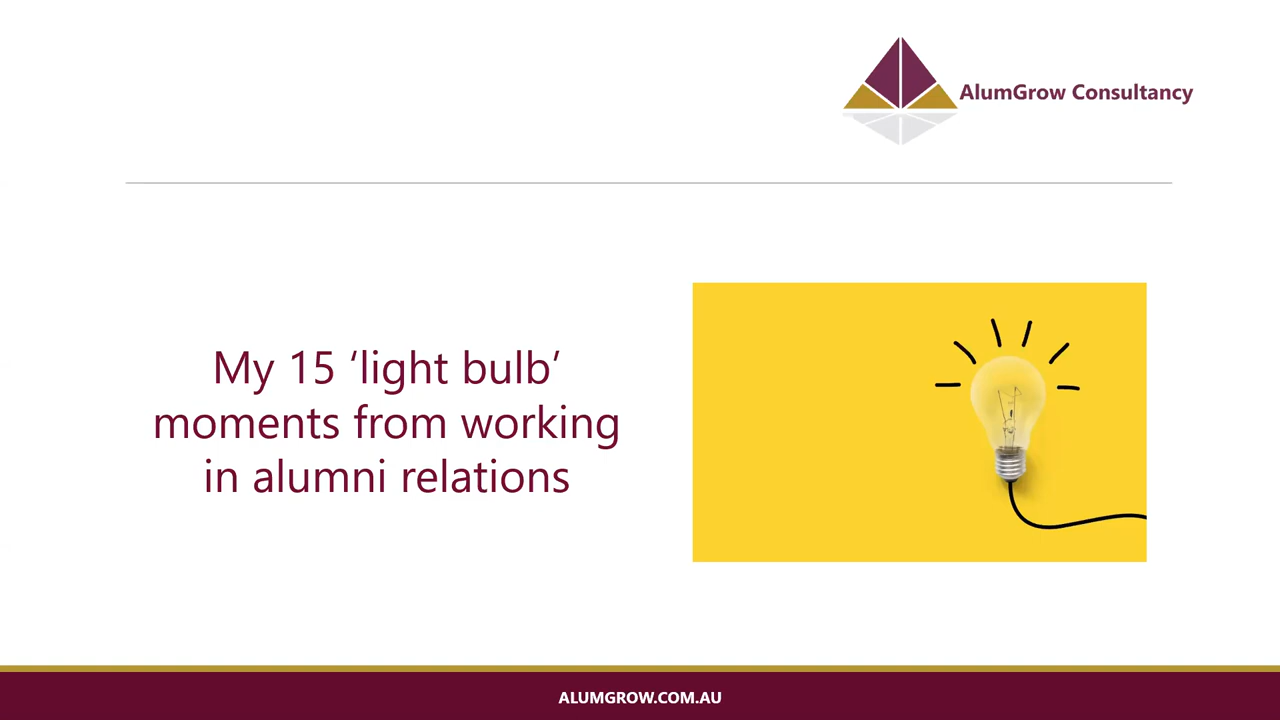 AlumGrow Consultancy
My 15 ‘light bulb’
moments from working
in alumni relations
ALUMGROW.COM.AU